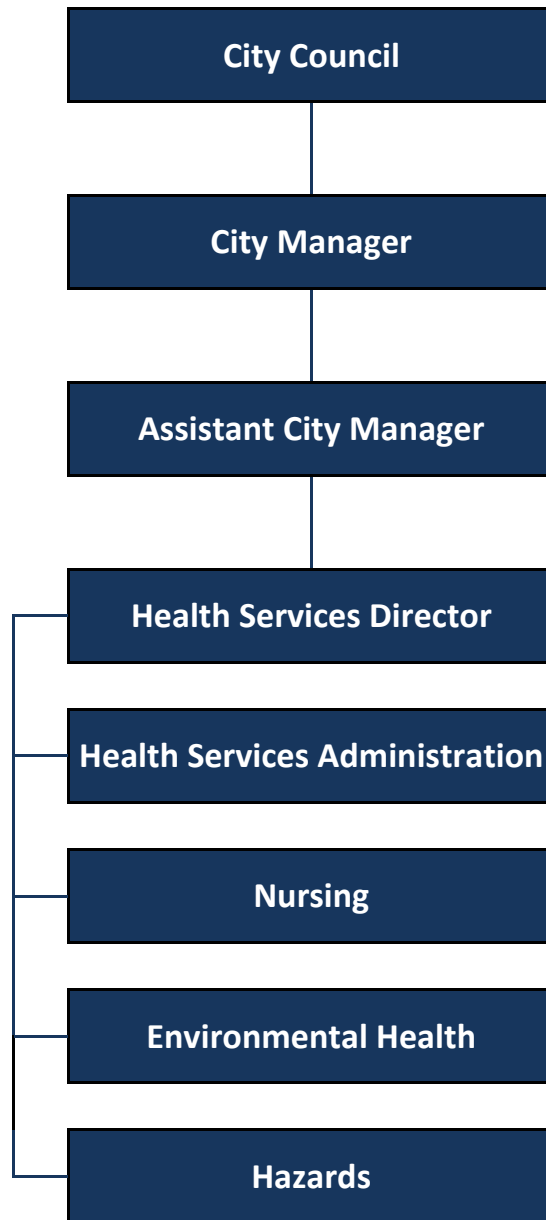 City Council
City Manager
Assistant City Manager
Health Services Director
Health Services Administration
Nursing
Environmental Health
Hazards